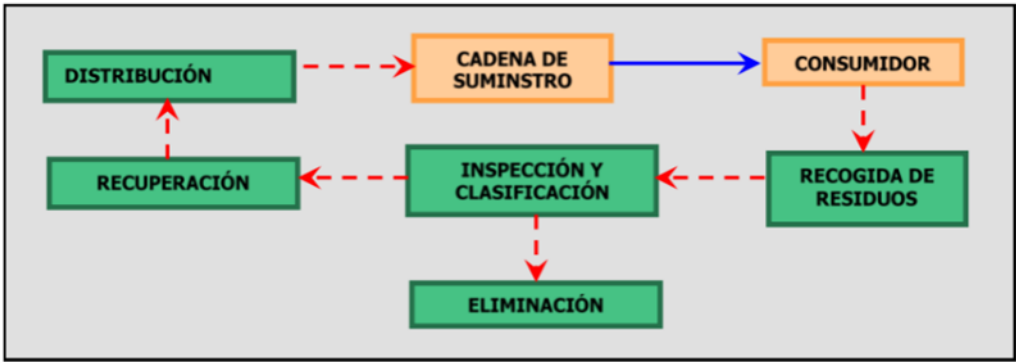 DISTRIBUCIÓN
CADENA DE
SUMINSTRO
CONSUMIDOR
RECUPERACIÓN
INSPECCIÓN Y
CLASIFICACIÓN
RECOGIDA DE
RESIDUOS
ELIMINACIÓN